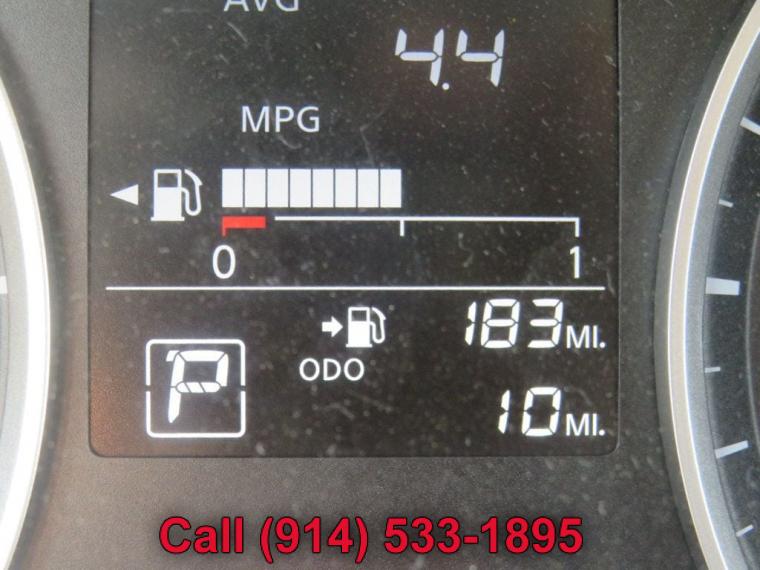 AVG
4.4
MPG
0 1
183 MI.
ODO
P
10 MI.
Call (914) 533-1895